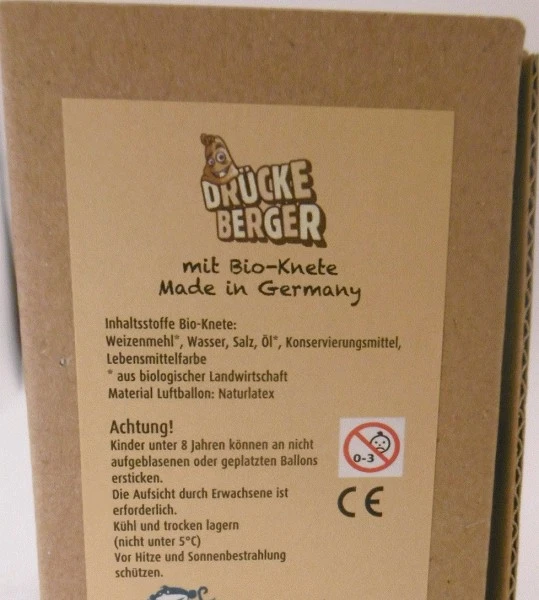 DRÜCKE
BERGER
mit Bio-Knete
Made in Germany
Inhaltsstoffe Bio-Knete:
Weizenmehl*, Wasser, Salz, Öl*, Konservierungsmittel,
Lebensmittelfarbe
* aus biologischer Landwirtschaft
Material Luftballon: Naturlatex
Achtung!
Kinder unter 8 Jahren können an nicht
aufgeblasenen oder geplatzten Ballons
ersticken.
Die Aufsicht durch Erwachsene ist
erforderlich.
Kühl und trocken lagern
(nicht unter 5°C)
Vor Hitze und Sonnenbestrahlung
schützen.
0-3
CE